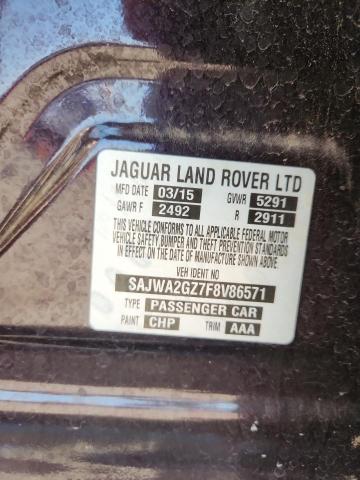 JAGUAR LAND ROVER LTD
MFD DATE 03/15 GVWR 5291
GAWR F 2492 R 2911
THIS VEHICLE CONFORMS TO ALL APPLICABLE FEDERAL MOTOR
VEHICLE SAFETY BUMPER AND THEFT PREVENTION STANDARDS
IN EFFECT ON THE DATE OF MANUFACTURE SHOWN ABOVE.
VEH IDENT NO
SAJWA2GZ7F8V86571
TYPE PASSENGER CAR
PAINT CHP TRIM AAA